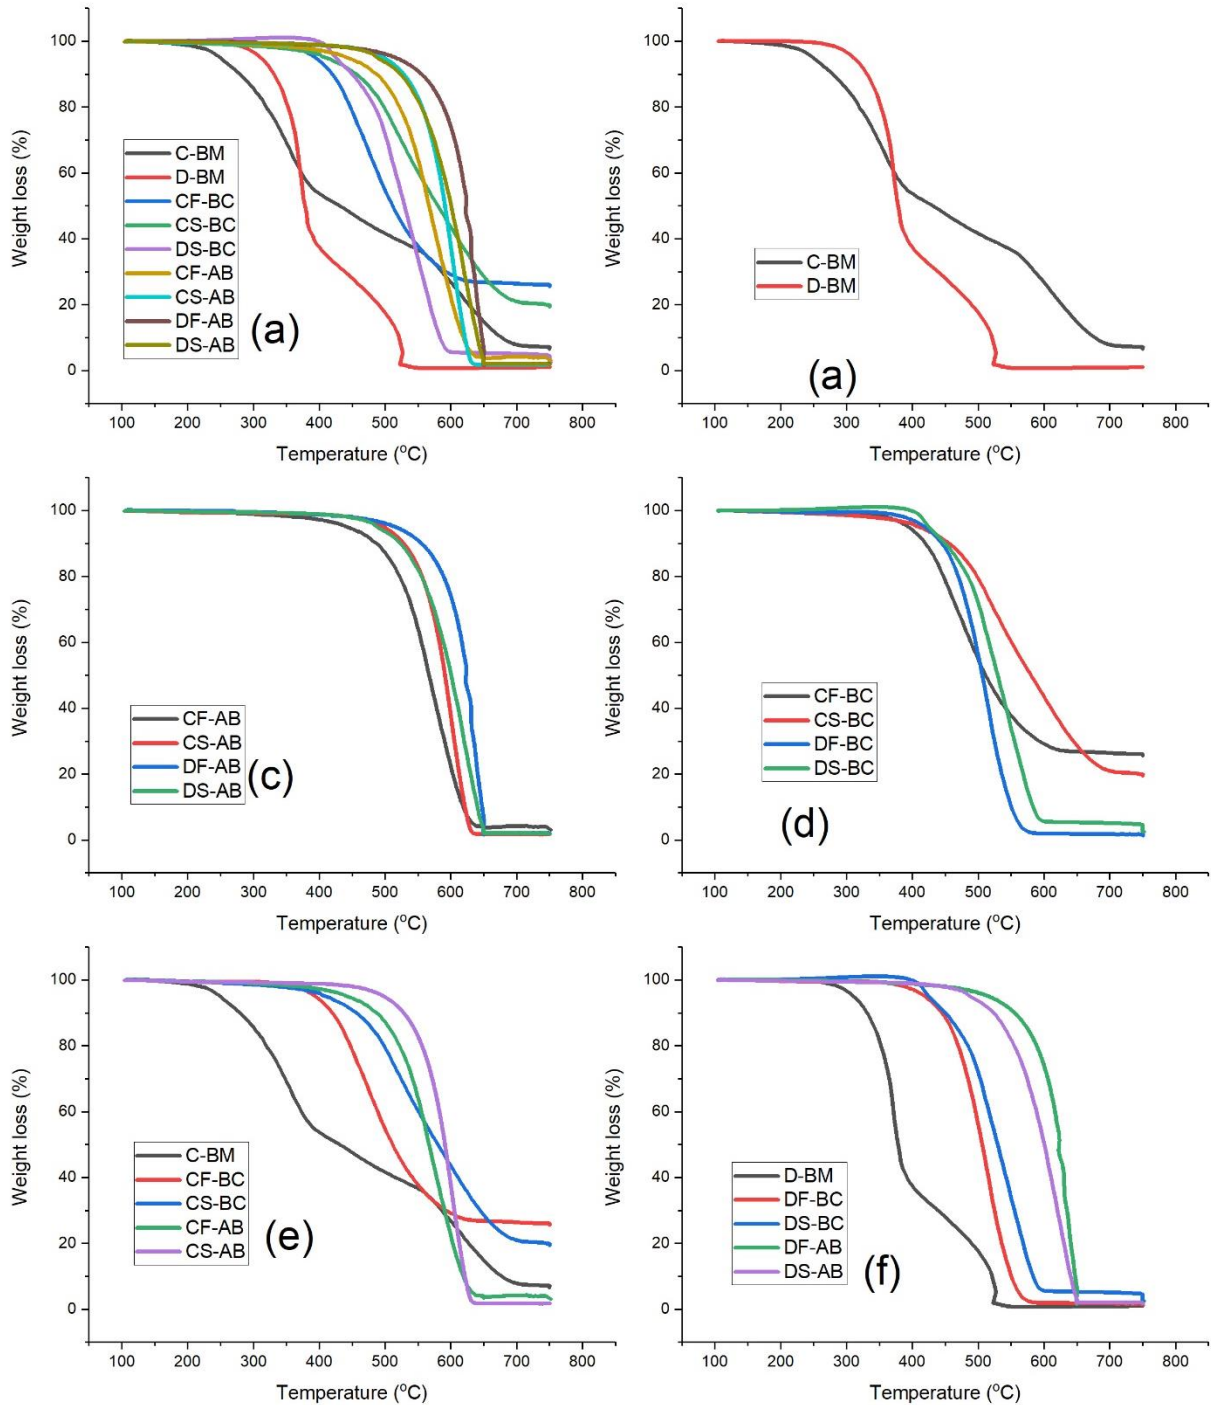 100
80
60
40
20
0
Weight loss (%)
C-BM
D-BM
CF-BC
CS-BC
DS-BC
CF-AB
CS-AB
DF-AB
DS-AB
(a)
100 200 300 400 500 600 700 800
Temperature (°C)
100
80
60
40
20
0
Weight loss (%)
C-BM
D-BM
(a)
100 200 300 400 500 600 700 800
Temperature (°C)
100
80
60
40
20
0
Weight loss (%)
CF-AB
CS-AB
DF-AB
DS-AB
(c)
100 200 300 400 500 600 700 800
Temperature (°C)
100
80
60
40
20
0
Weight loss (%)
CF-BC
CS-BC
DF-BC
DS-BC
(d)
100 200 300 400 500 600 700 800
Temperature (°C)
100
80
60
40
20
0
Weight loss (%)
C-BM
CF-BC
CS-BC
CF-AB
CS-AB
(e)
100 200 300 400 500 600 700 800
Temperature (°C)
100
80
60
40
20
0
Weight loss (%)
D-BM
DF-BC
DS-BC
DF-AB
DS-AB
(f)
100 200 300 400 500 600 700 800
Temperature (°C)